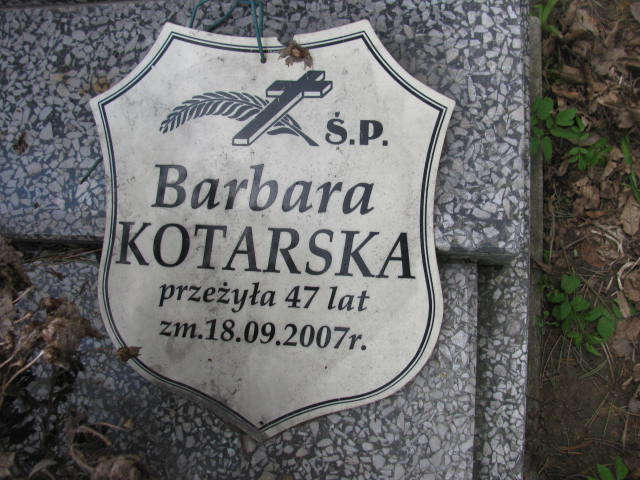 Ś.P.
Barbara
KOTARSKA
przeżyła 47 lat
zm.18.09.2007r.